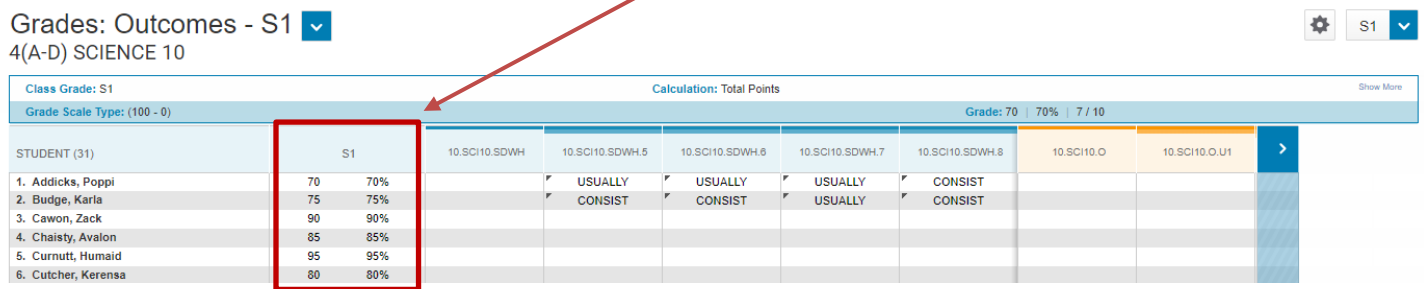 Grades: Outcomes - S1
S1
4(A-D) SCIENCE 10
Class Grade: S1 Calculation: Total Points Show More
Grade Scale Type: (100 - 0) Grade: 70 | 70% | 7 / 10
STUDENT (31) S1 10.SCI10.SDWH 10.SCI10.SDWH.5 10.SCI10.SDWH.6 10.SCI10.SDWH.7 10.SCI10.SDWH.8 10.SCI10.O 10.SCI10.O.U1
1. Addicks, Poppi 70 70% USUALLY USUALLY USUALLY CONSIST
2. Budge, Karla 75 75% CONSIST CONSIST USUALLY CONSIST
3. Cawon, Zack 90 90%
4. Chaisty, Avalon 85 85%
5. Curnutt, Humaid 95 95%
6. Cutcher, Kerensa 80 80%